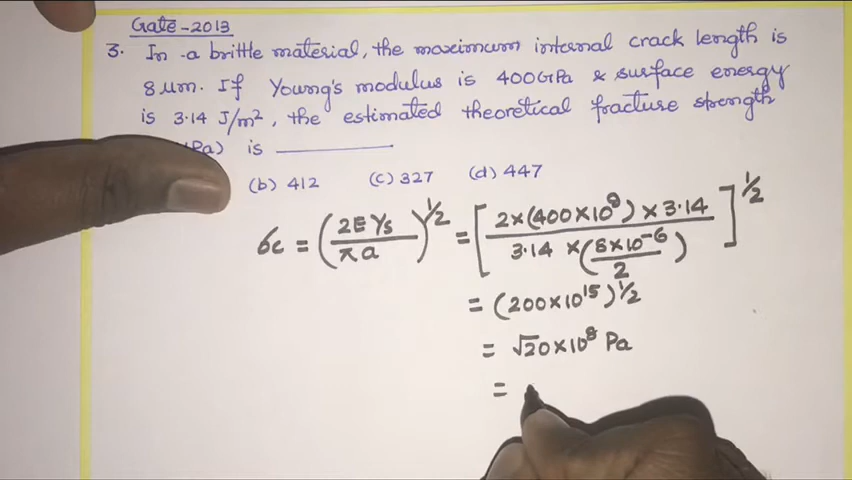 Gate-2013
3. In a brittle material, the maximum internal crack length is
8 μm. If Young's modulus is 400GPa & surface energy
is 3.14 J/m², the estimated theoretical fracture strength
Pa) is ________
(b) 412 (c) 327 (d) 447
σc = (2Eγs / πa)^1/2 = [2×(400×10⁹)×3.14 / 3.14×(8×10⁻⁶ / 2)]^1/2
= (200×10¹⁵)^1/2
= √20×10⁸ Pa
=